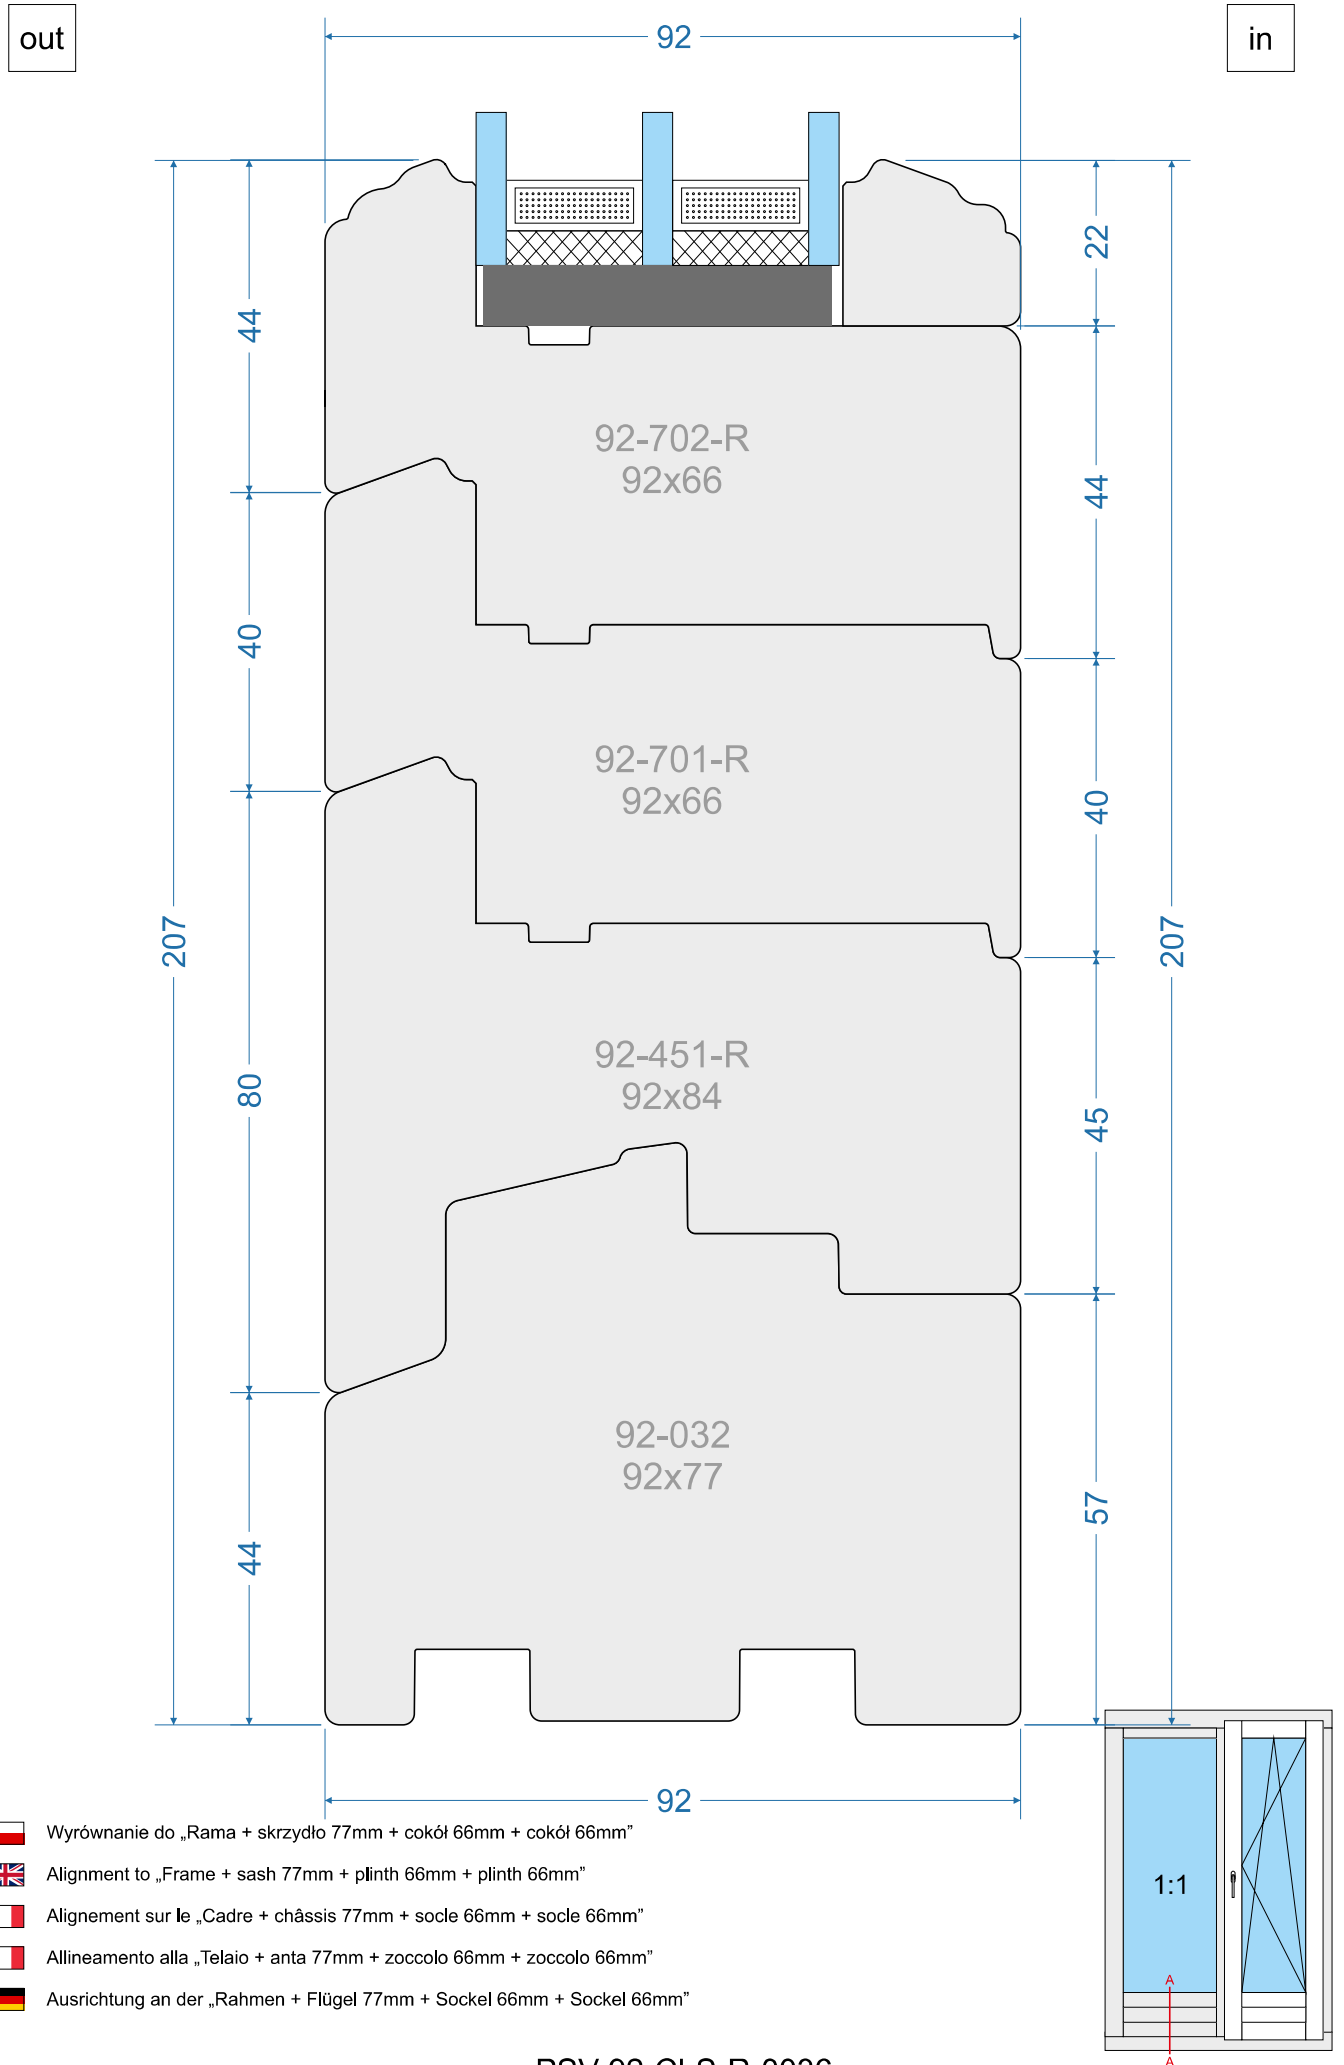 out
92
in
44
22
92-702-R
92x66
44
40
92-701-R
92x66
40
207
207
80
92-451-R
92x84
45
92-032
92x77
57
44
92
Wyrównanie do „Rama + skrzydło 77mm + cokół 66mm + cokół 66mm”
Alignment to „Frame + sash 77mm + plinth 66mm + plinth 66mm”
Alignement sur le „Cadre + châssis 77mm + socle 66mm + socle 66mm”
Allineamento alla „Telaio + anta 77mm + zoccolo 66mm + zoccolo 66mm”
Ausrichtung an der „Rahmen + Flügel 77mm + Sockel 66mm + Sockel 66mm”
1:1
A
A